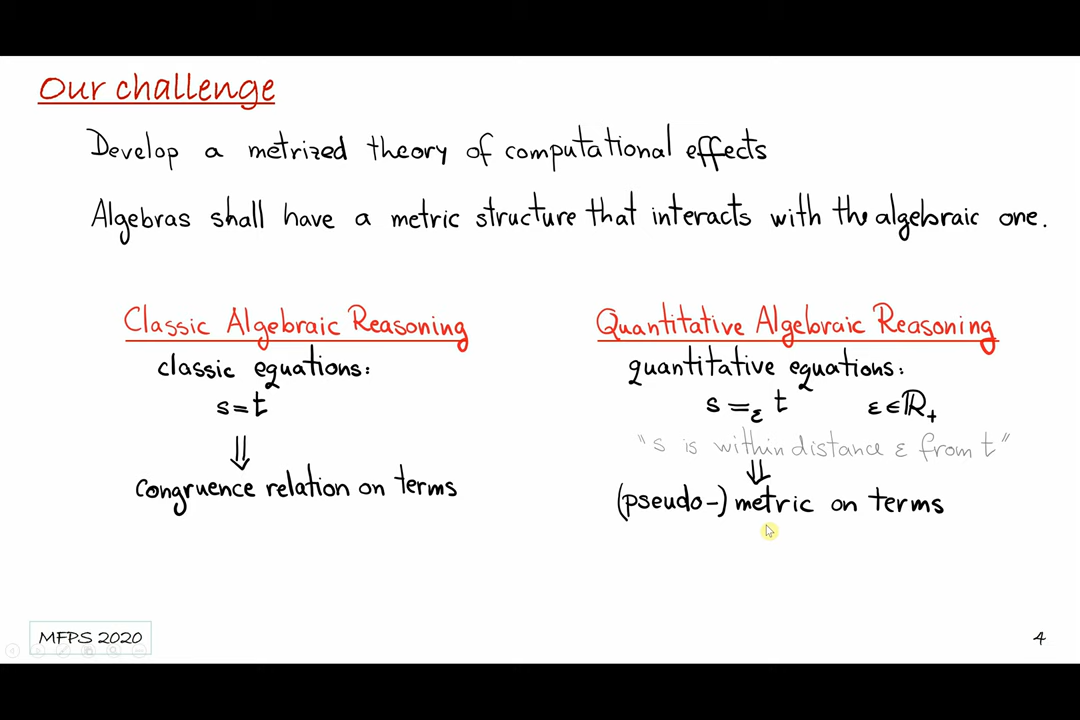 Our challenge
Develop a metrized theory of computational effects
Algebras shall have a metric structure that interacts with the algebraic one.
Classic Algebraic Reasoning
classic equations:
s = t
⇓
congruence relation on terms
Quantitative Algebraic Reasoning
quantitative equations:
s =ε t ε ∈ ℝ₊
"s is within distance ε from t"
⇓
(pseudo-) metric on terms
MFPS 2020
4